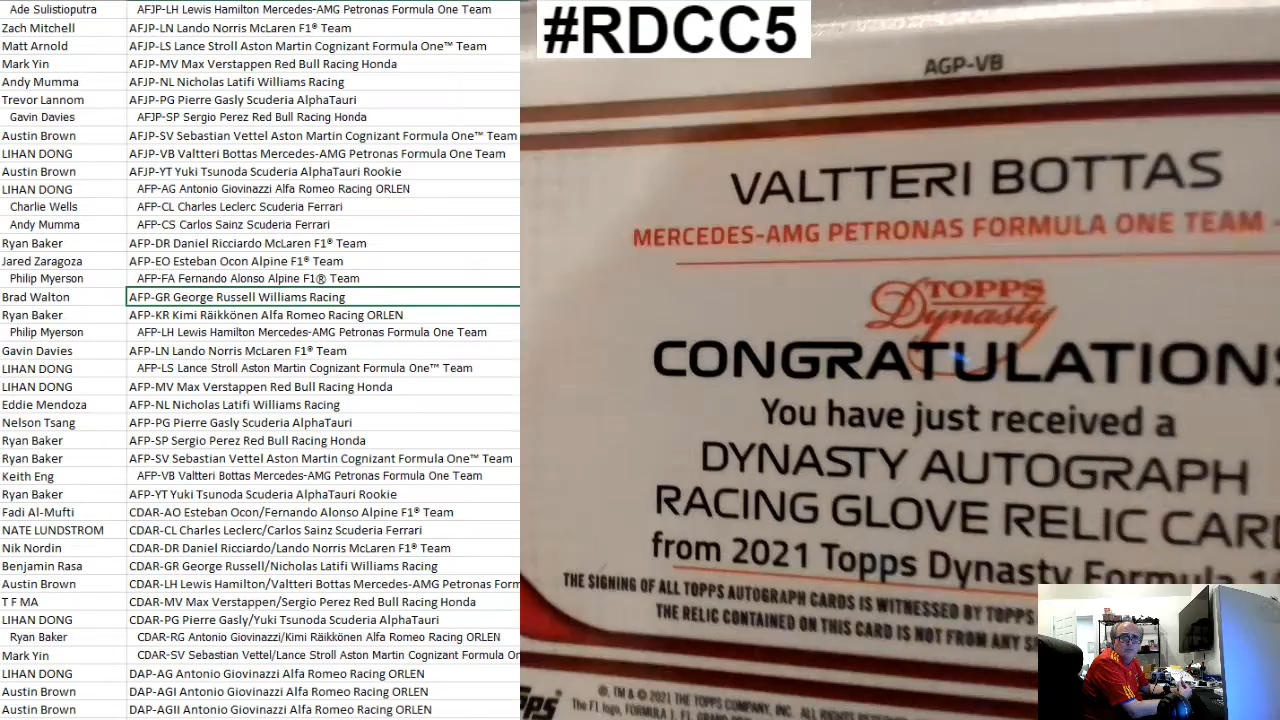 Ade Sulistioputra AFJP-LH Lewis Hamilton Mercedes-AMG Petronas Formula One Team
Zach Mitchell AFJP-LN Lando Norris McLaren F1® Team
Matt Arnold AFJP-LS Lance Stroll Aston Martin Cognizant Formula One™ Team
Mark Yin AFJP-MV Max Verstappen Red Bull Racing Honda
Andy Mumma AFJP-NL Nicholas Latifi Williams Racing
Trevor Lannom AFJP-PG Pierre Gasly Scuderia AlphaTauri
Gavin Davies AFJP-SP Sergio Perez Red Bull Racing Honda
Austin Brown AFJP-SV Sebastian Vettel Aston Martin Cognizant Formula One™ Team
LIHAN DONG AFJP-VB Valtteri Bottas Mercedes-AMG Petronas Formula One Team
Austin Brown AFJP-YT Yuki Tsunoda Scuderia AlphaTauri Rookie
LIHAN DONG AFP-AG Antonio Giovinazzi Alfa Romeo Racing ORLEN
Charlie Wells AFP-CL Charles Leclerc Scuderia Ferrari
Andy Mumma AFP-CS Carlos Sainz Scuderia Ferrari
Ryan Baker AFP-DR Daniel Ricciardo McLaren F1® Team
Jared Zaragoza AFP-EO Esteban Ocon Alpine F1® Team
Philip Myerson AFP-FA Fernando Alonso Alpine F1® Team
Brad Walton AFP-GR George Russell Williams Racing
Ryan Baker AFP-KR Kimi Räikkönen Alfa Romeo Racing ORLEN
Philip Myerson AFP-LH Lewis Hamilton Mercedes-AMG Petronas Formula One Team
Gavin Davies AFP-LN Lando Norris McLaren F1® Team
LIHAN DONG AFP-LS Lance Stroll Aston Martin Cognizant Formula One™ Team
LIHAN DONG AFP-MV Max Verstappen Red Bull Racing Honda
Eddie Mendoza AFP-NL Nicholas Latifi Williams Racing
Nelson Tsang AFP-PG Pierre Gasly Scuderia AlphaTauri
Ryan Baker AFP-SP Sergio Perez Red Bull Racing Honda
Ryan Baker AFP-SV Sebastian Vettel Aston Martin Cognizant Formula One™ Team
Keith Eng AFP-VB Valtteri Bottas Mercedes-AMG Petronas Formula One Team
Ryan Baker AFP-YT Yuki Tsunoda Scuderia AlphaTauri Rookie
Fadi Al-Mufti CDAR-AO Esteban Ocon/Fernando Alonso Alpine F1® Team
NATE LUNDSTROM CDAR-CL Charles Leclerc/Carlos Sainz Scuderia Ferrari
Nik Nordin CDAR-DR Daniel Ricciardo/Lando Norris McLaren F1® Team
Benjamin Rasa CDAR-GR George Russell/Nicholas Latifi Williams Racing
Austin Brown CDAR-LH Lewis Hamilton/Valtteri Bottas Mercedes-AMG Petronas Form
T F MA CDAR-MV Max Verstappen/Sergio Perez Red Bull Racing Honda
LIHAN DONG CDAR-PG Pierre Gasly/Yuki Tsunoda Scuderia AlphaTauri
Ryan Baker CDAR-RG Antonio Giovinazzi/Kimi Räikkönen Alfa Romeo Racing ORLEN
Mark Yin CDAR-SV Sebastian Vettel/Lance Stroll Aston Martin Cognizant Formula On
LIHAN DONG DAP-AG Antonio Giovinazzi Alfa Romeo Racing ORLEN
Austin Brown DAP-AGI Antonio Giovinazzi Alfa Romeo Racing ORLEN
Austin Brown DAP-AGII Antonio Giovinazzi Alfa Romeo Racing ORLEN
#RDCC5
AGP-VB
VALTTERI BOTTAS
MERCEDES-AMG PETRONAS FORMULA ONE TEAM
TOPPS
Dynasty
CONGRATULATIONS
You have just received a
DYNASTY AUTOGRAPH
RACING GLOVE RELIC CARD
from 2021 Topps Dynasty Formula
THE SIGNING OF ALL TOPPS AUTOGRAPH CARDS IS WITNESSED BY TOPPS
THE RELIC CONTAINED ON THIS CARD IS NOT FROM ANY
®, TM & © 2021 THE TOPPS COMPANY, INC. ALL RIGHTS
The F1 logo, FORMULA 1, F1,